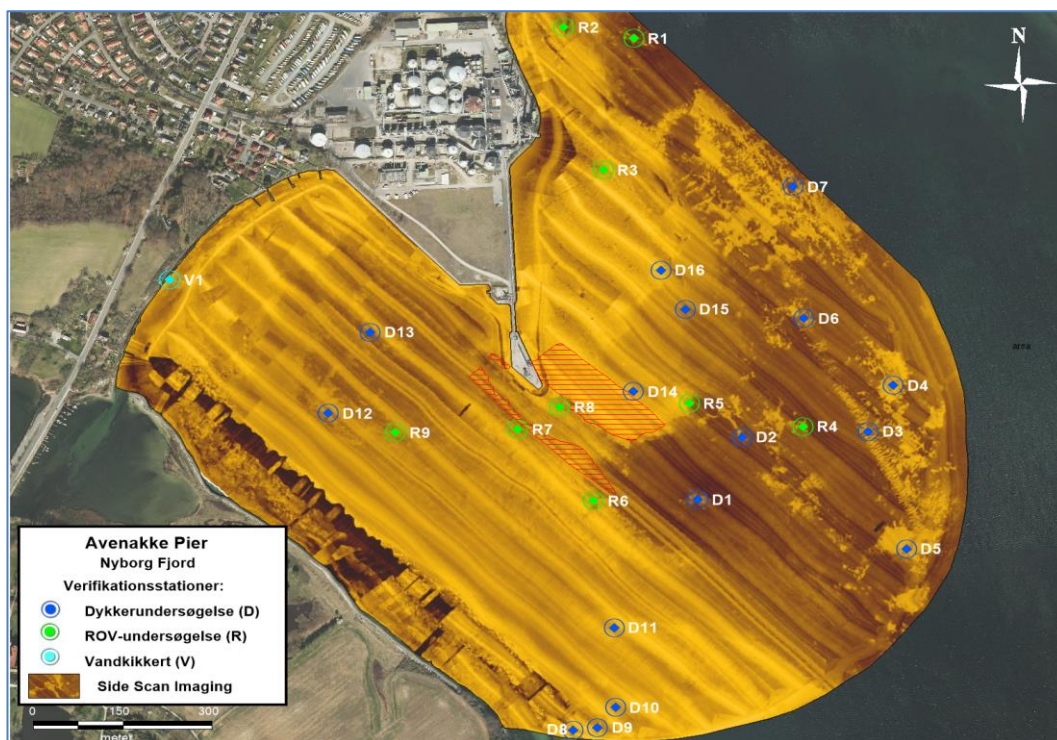 R2
R1
N
R3
D7
V1
D16
D15
D6
D13
D4
D14
R5
R8
D12
R9
R7
D2
R4
D3
R6
D1
D5
Avenakke Pier
Nyborg Fjord
Verifikationsstationer:
Dykkerundersøgelse (D)
ROV-undersøgelse (R)
Vandkikkert (V)
Side Scan Imaging
0 150 300
meter
D11
D10
D8 D9